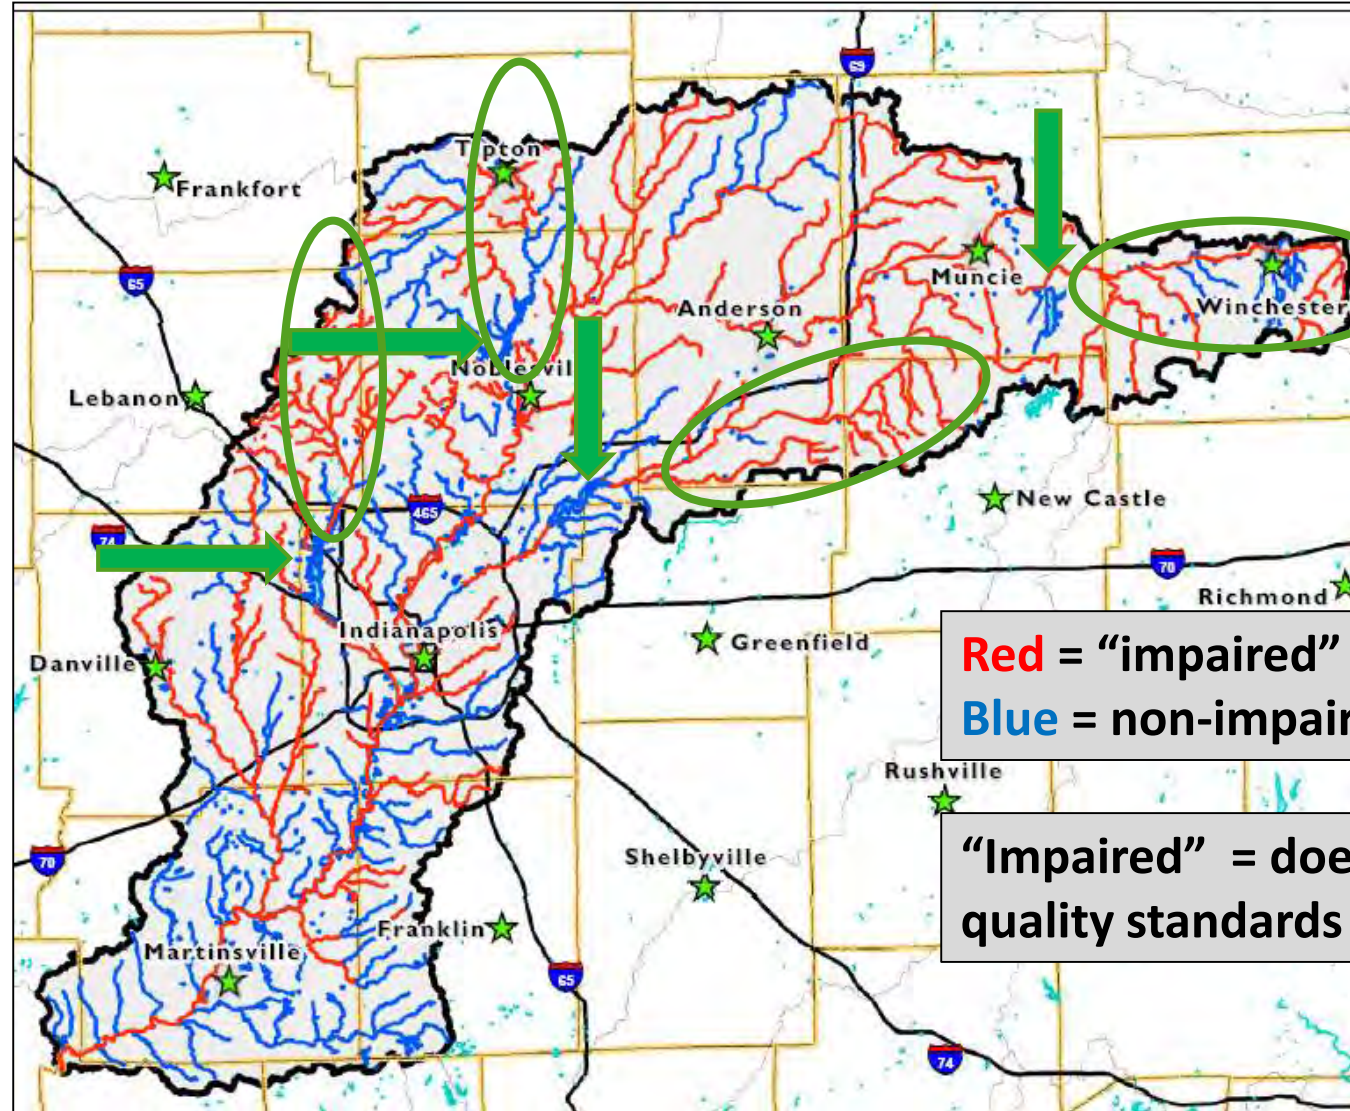 69
Tipton
Frankfort
65
Muncie
Winchester
Anderson
Noblesvil
Lebanon
New Castle
465
74
70
Richmond
Indianapolis
Greenfield
Danville
Red = “impaired”
Blue = non-impair
Rushville
“Impaired” = doe
quality standards
70
Shelbyville
Franklin
Martinsville
65
74